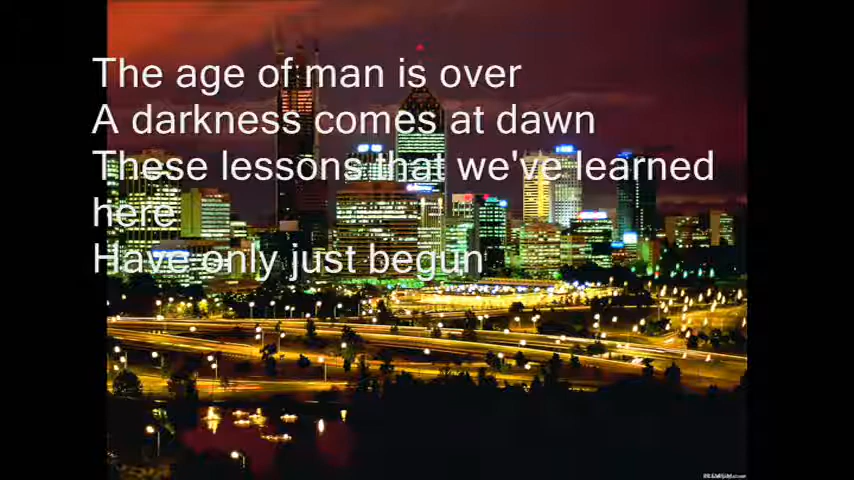 The age of man is over
A darkness comes at dawn
These lessons that we've learned
here
Have only just begun